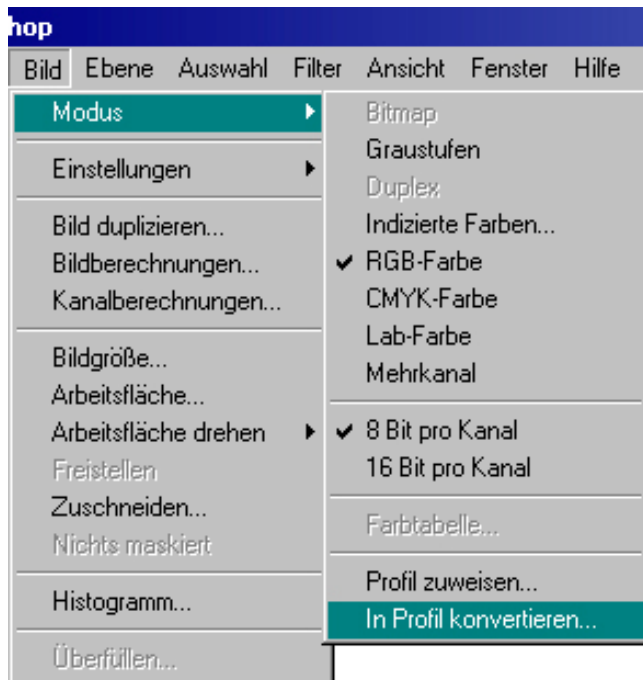 hop
Bild Ebene Auswahl Filter Ansicht Fenster Hilfe
Modus
Einstellungen
Bild duplizieren...
Bildberechnungen...
Kanalberechnungen...
Bildgröße...
Arbeitsfläche...
Arbeitsfläche drehen
Freistellen
Zuschneiden...
Nichts maskiert
Histogramm...
Überfüllen...
Bitmap
Graustufen
Duplex
Indizierte Farben...
RGB-Farbe
CMYK-Farbe
Lab-Farbe
Mehrkanal
8 Bit pro Kanal
16 Bit pro Kanal
Farbtabelle...
Profil zuweisen...
In Profil konvertieren...